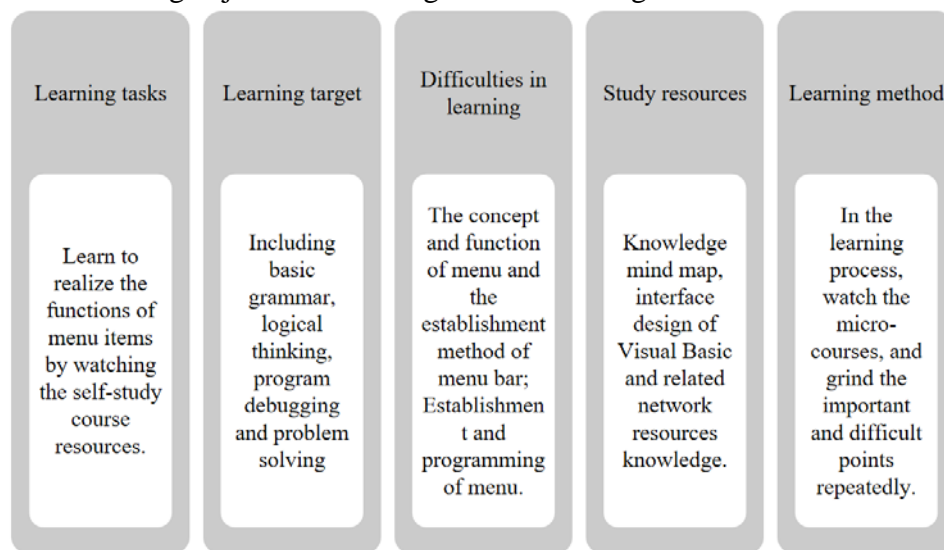 Learning tasks
Learn to
realize the
functions of
menu items
by watching
the self-study
course
resources.
Learning target
Including
basic
grammar,
logical
thinking,
program
debugging
and problem
solving
Difficulties in
learning
The concept
and function
of menu and
the
establishment
method of
menu bar;
Establishmen
t and
programming
of menu.
Study resources
Knowledge
mind map,
interface
design of
Visual Basic
and related
network
resources
knowledge.
Learning method
In the
learning
process,
watch the
micro-
courses, and
grind the
important
and difficult
points
repeatedly.